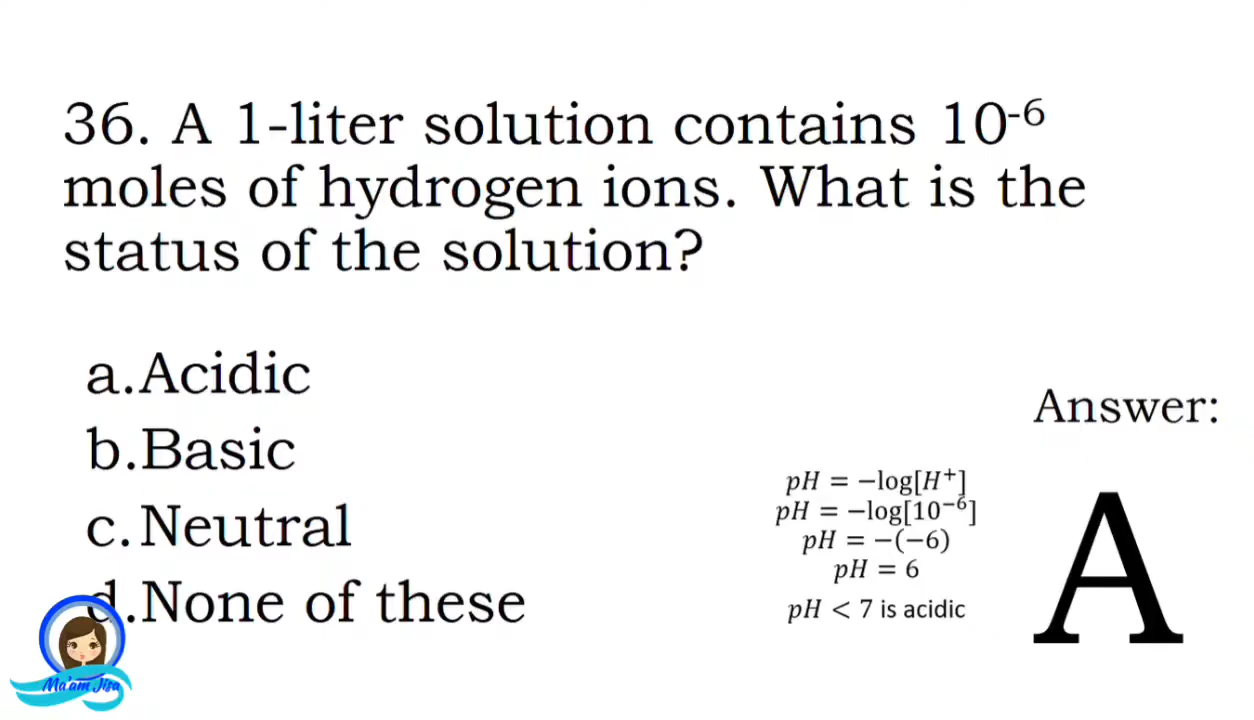 36. A 1-liter solution contains 10⁻⁶
moles of hydrogen ions. What is the
status of the solution?
a. Acidic
b. Basic
c. Neutral
d. None of these
Answer:
A
pH = −log[H⁺]
pH = −log[10⁻⁶]
pH = −(−6)
pH = 6
pH < 7 is acidic
Ma'am Jisa